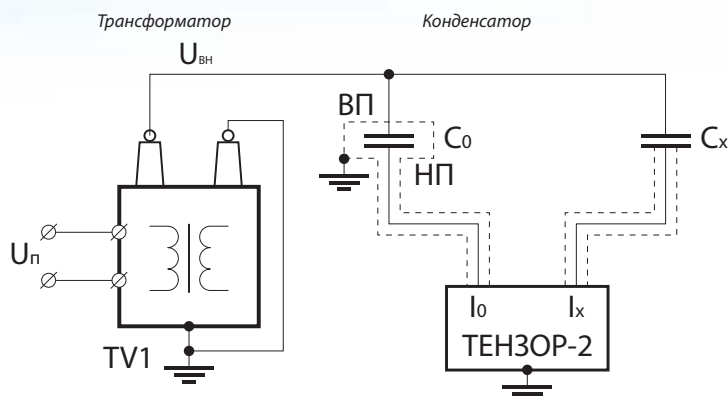 Трансформатор
Конденсатор
Uвн
ВП
C0
Cx
НП
Uп
I0
Ix
ТЕНЗОР-2
TV1